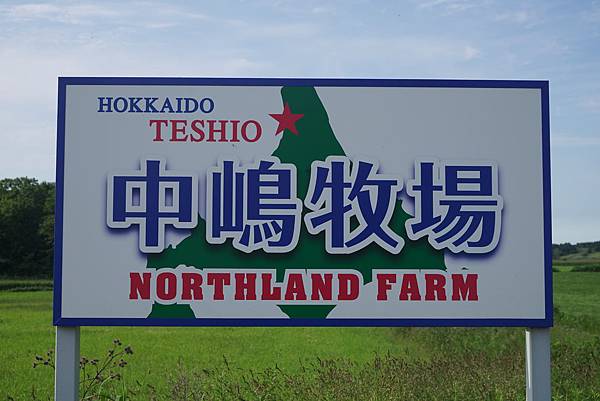 HOKKAIDO
TESHIO
中嶋牧場
NORTHLAND FARM